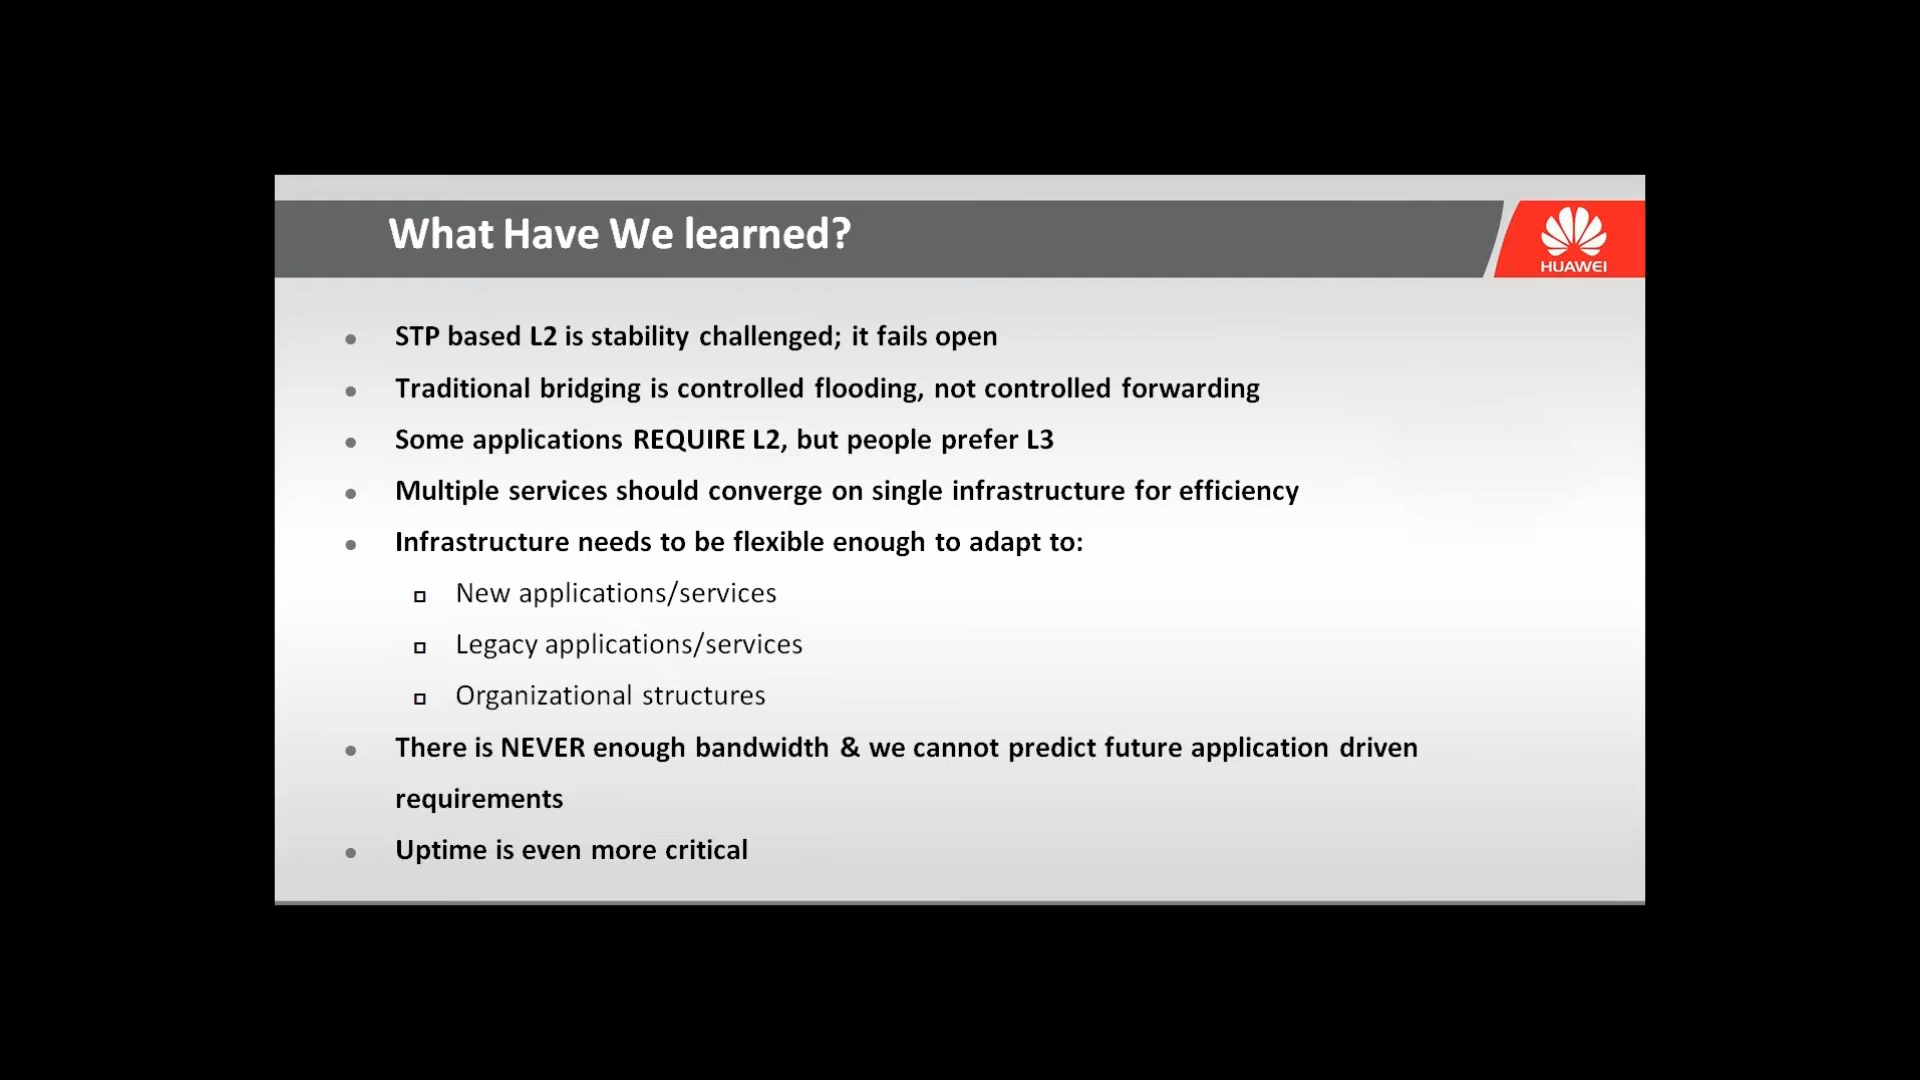 What Have We learned?
HUAWEI
STP based L2 is stability challenged; it fails open
Traditional bridging is controlled flooding, not controlled forwarding
Some applications REQUIRE L2, but people prefer L3
Multiple services should converge on single infrastructure for efficiency
Infrastructure needs to be flexible enough to adapt to:
New applications/services
Legacy applications/services
Organizational structures
There is NEVER enough bandwidth & we cannot predict future application driven
requirements
Uptime is even more critical